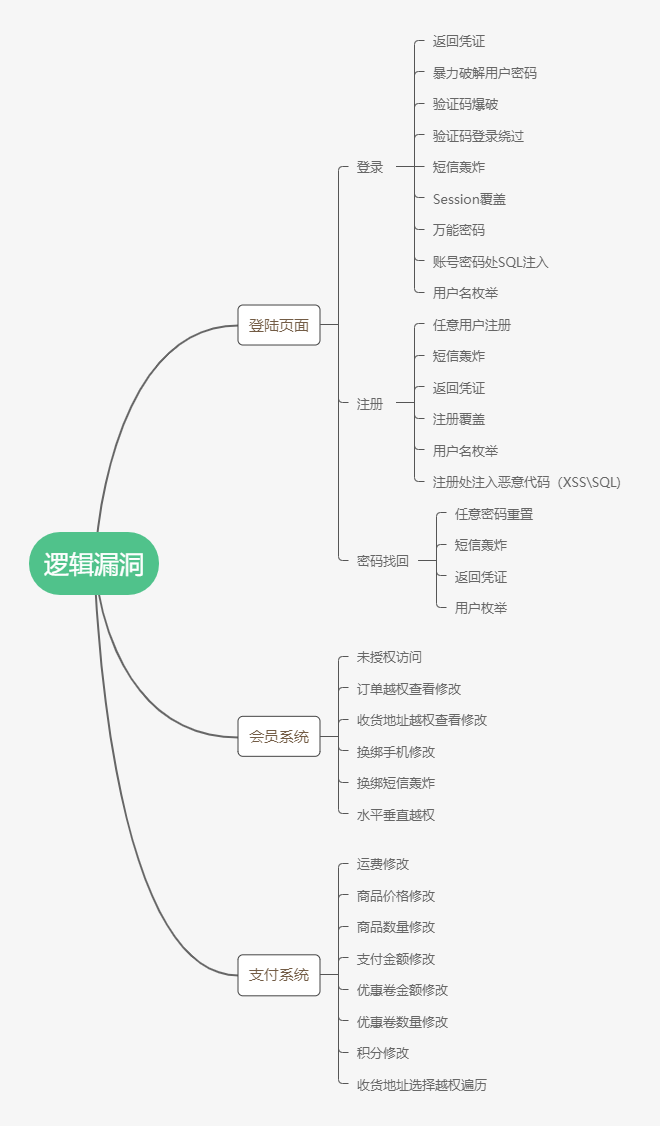 逻辑漏洞
登陆页面
登录
返回凭证
暴力破解用户密码
验证码爆破
验证码登录绕过
短信轰炸
Session覆盖
万能密码
账号密码处SQL注入
用户名枚举
注册
任意用户注册
短信轰炸
返回凭证
注册覆盖
用户名枚举
注册处注入恶意代码（XSS\SQL）
密码找回
任意密码重置
短信轰炸
返回凭证
用户枚举
会员系统
未授权访问
订单越权查看修改
收货地址越权查看修改
换绑手机修改
换绑短信轰炸
水平垂直越权
支付系统
运费修改
商品价格修改
商品数量修改
支付金额修改
优惠卷金额修改
优惠卷数量修改
积分修改
收货地址选择越权遍历